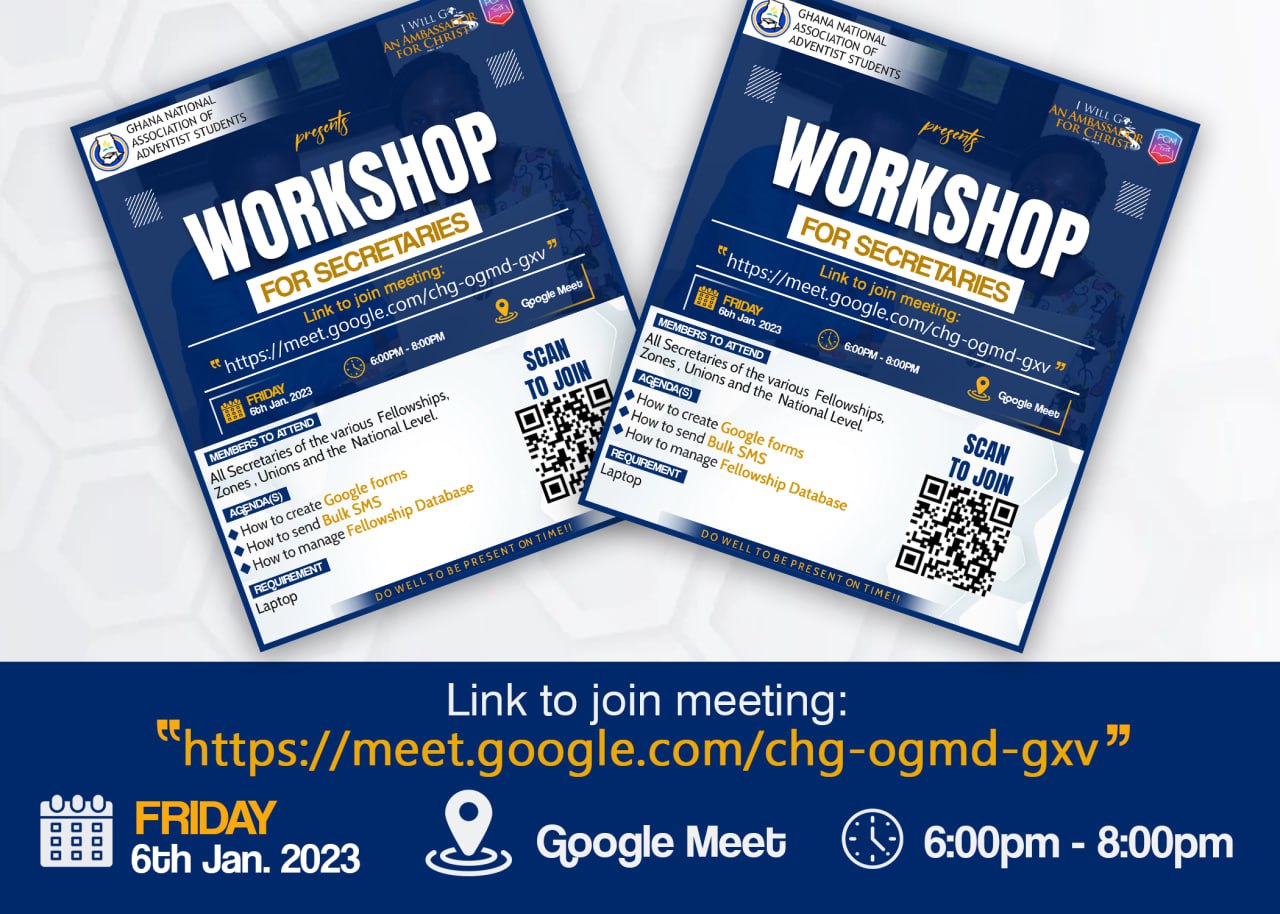 GHANA NATIONAL
ASSOCIATION OF
ADVENTIST STUDENTS
I WILL GO
AN AMBASSADOR
FOR CHRIST
presents
WORKSHOP
FOR SECRETARIES
Link to join meeting:
“https://meet.google.com/chg-ogmd-gxv”
FRIDAY
6th Jan. 2023
6:00PM - 8:00PM
Google Meet
MEMBERS TO ATTEND
All Secretaries of the various Fellowships,
Zones , Unions and the National Level.
AGENDA(S)
How to create Google forms
How to send Bulk SMS
How to manage Fellowship Database
REQUIREMENT
Laptop
SCAN
TO JOIN
DO WELL TO BE PRESENT ON TIME!!
GHANA NATIONAL
ASSOCIATION OF
ADVENTIST STUDENTS
I WILL GO
AN AMBASSADOR
FOR CHRIST
PCM
presents
WORKSHOP
FOR SECRETARIES
Link to join meeting:
“https://meet.google.com/chg-ogmd-gxv”
FRIDAY
6th Jan. 2023
6:00PM - 8:00PM
Google Meet
MEMBERS TO ATTEND
All Secretaries of the various Fellowships,
Zones , Unions and the National Level.
AGENDA(S)
How to create Google forms
How to send Bulk SMS
How to manage Fellowship Database
REQUIREMENT
Laptop
SCAN
TO JOIN
DO WELL TO BE PRESENT ON TIME!!
Link to join meeting:
“https://meet.google.com/chg-ogmd-gxv”
FRIDAY
6th Jan. 2023
Google Meet
6:00pm - 8:00pm